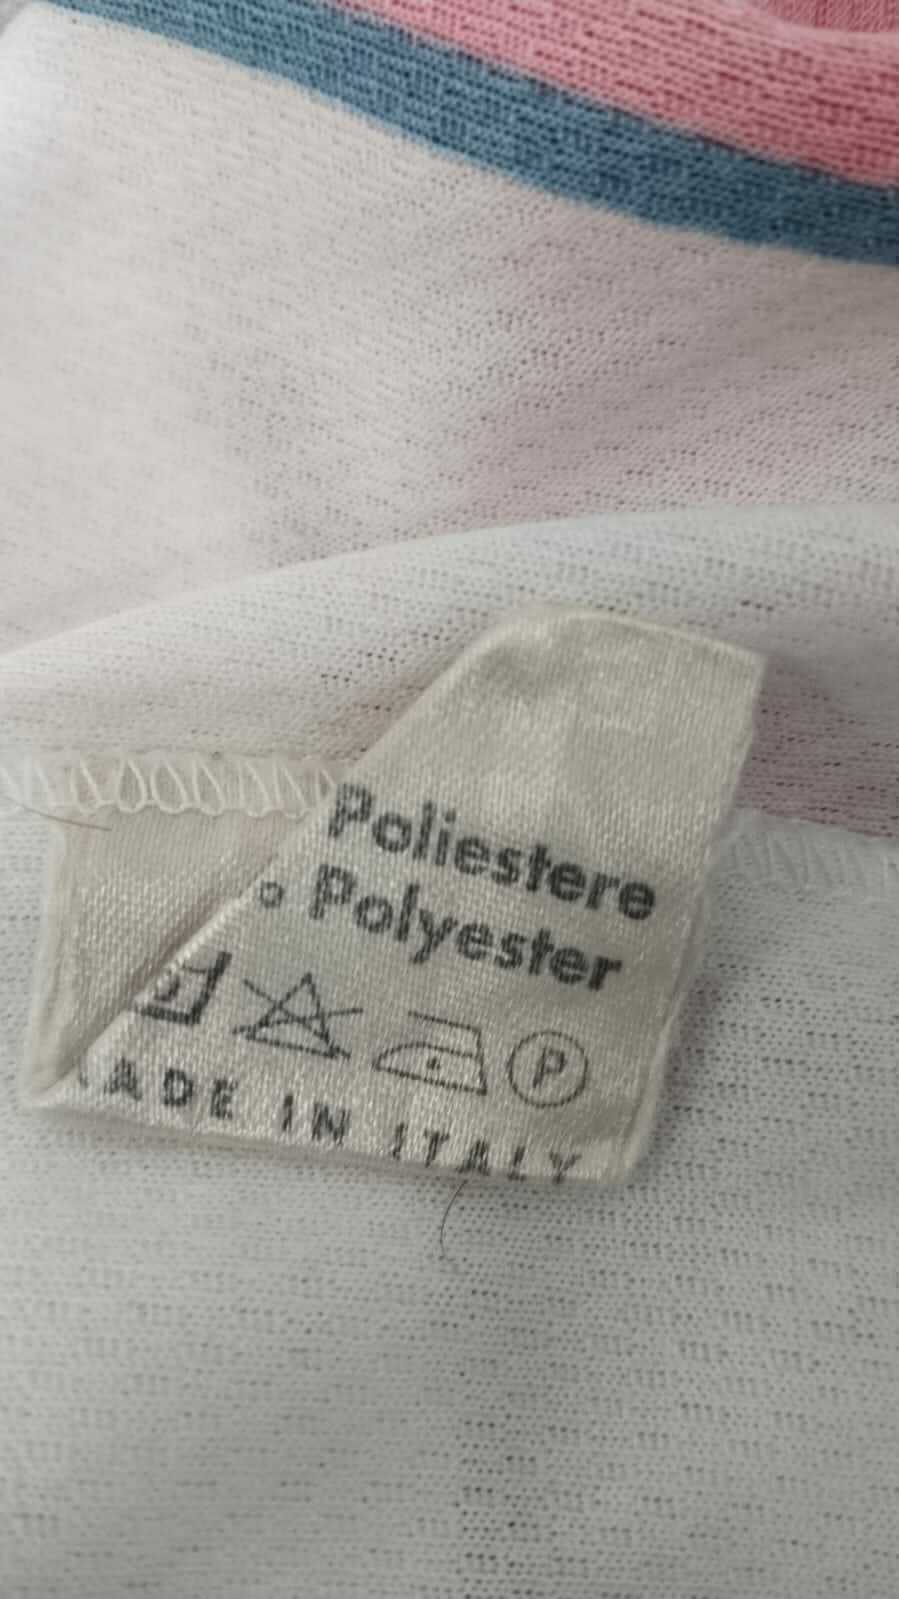 Poliestere
Polyester
P
ADE IN ITALY